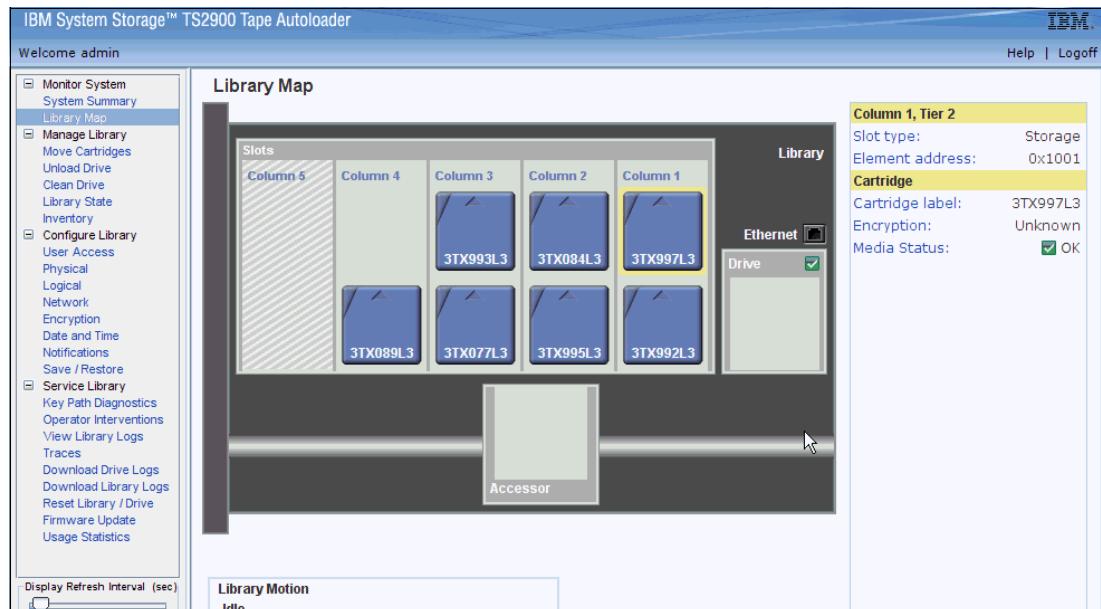 IBM System Storage™ TS2900 Tape Autoloader
IBM.
Welcome admin
Help | Logoff
Monitor System
System Summary
Library Map
Manage Library
Move Cartridges
Unload Drive
Clean Drive
Library State
Inventory
Configure Library
User Access
Physical
Logical
Network
Encryption
Date and Time
Notifications
Save / Restore
Service Library
Key Path Diagnostics
Operator Interventions
View Library Logs
Traces
Download Drive Logs
Download Library Logs
Reset Library / Drive
Firmware Update
Usage Statistics
Display Refresh Interval (sec)
Library Map
Slots
Library
Column 5 Column 4 Column 3 Column 2 Column 1
3TX993L3 3TX084L3 3TX997L3
3TX089L3 3TX077L3 3TX995L3 3TX992L3
Ethernet
Drive
Accessor
Library Motion
Idle
Column 1, Tier 2
Slot type: Storage
Element address: 0x1001
Cartridge
Cartridge label: 3TX997L3
Encryption: Unknown
Media Status: OK